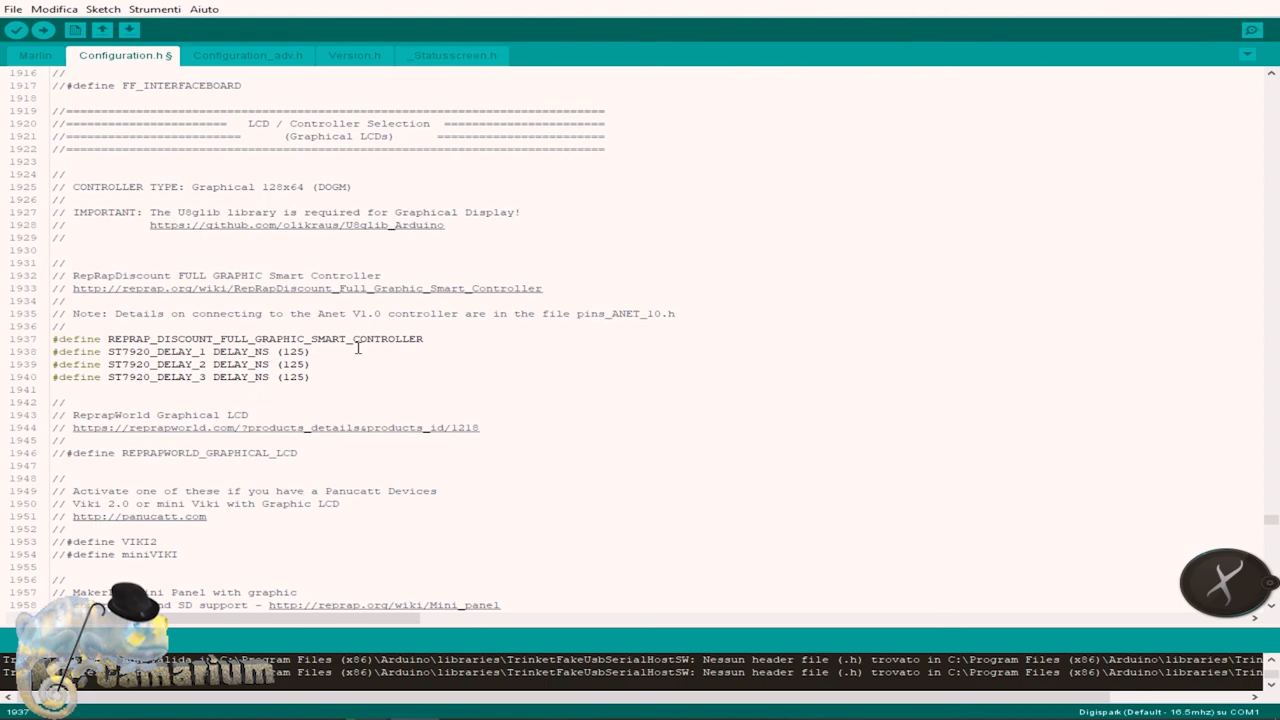 File Modifica Sketch Strumenti Aiuto
Marlin Configuration.h § Configuration_adv.h Version.h _Statusscreen.h
1916 //
1917 //#define FF_INTERFACEBOARD
1918
1919 //=============================================================================
1920 //======================= LCD / Controller Selection =======================
1921 //========================= (Graphical LCDs) ========================
1922 //=============================================================================
1923
1924 //
1925 // CONTROLLER TYPE: Graphical 128x64 (DOGM)
1926 //
1927 // IMPORTANT: The U8glib library is required for Graphical Display!
1928 // https://github.com/olikraus/U8glib_Arduino
1929 //
1930
1931 //
1932 // RepRapDiscount FULL GRAPHIC Smart Controller
1933 // http://reprap.org/wiki/RepRapDiscount_Full_Graphic_Smart_Controller
1934 //
1935 // Note: Details on connecting to the Anet V1.0 controller are in the file pins_ANET_10.h
1936 //
1937 #define REPRAP_DISCOUNT_FULL_GRAPHIC_SMART_CONTROLLER
1938 #define ST7920_DELAY_1 DELAY_NS (125)
1939 #define ST7920_DELAY_2 DELAY_NS (125)
1940 #define ST7920_DELAY_3 DELAY_NS (125)
1941
1942 //
1943 // ReprapWorld Graphical LCD
1944 // https://reprapworld.com/?products_details&products_id/1218
1945 //
1946 //#define REPRAPWORLD_GRAPHICAL_LCD
1947
1948 //
1949 // Activate one of these if you have a Panucatt Devices
1950 // Viki 2.0 or mini Viki with Graphic LCD
1951 // http://panucatt.com
1952 //
1953 //#define VIKI2
1954 //#define miniVIKI
1955
1956 //
1957 // Make ini Panel with graphic
1958 nd SD support - http://reprap.org/wiki/Mini_panel
lida in C:\Program Files (x86)\Arduino\libraries\TrinketFakeUsbSerialHostSW: Nessun header file (.h) trovato in C:\Program Files (x86)\Arduino\libraries\Trin
C:\Program Files (x86)\Arduino\libraries\TrinketFakeUsbSerialHostSW: Nessun header file (.h) trovato in C:\Program Files (x86)\Arduino\libraries\Trin
1937 Digispark (Default - 16.5mhz) su COM1